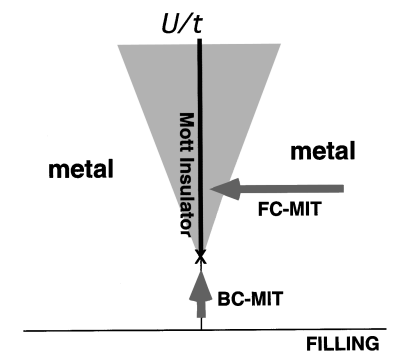 U/t
Mott Insulator
metal
metal
FC-MIT
X
BC-MIT
FILLING